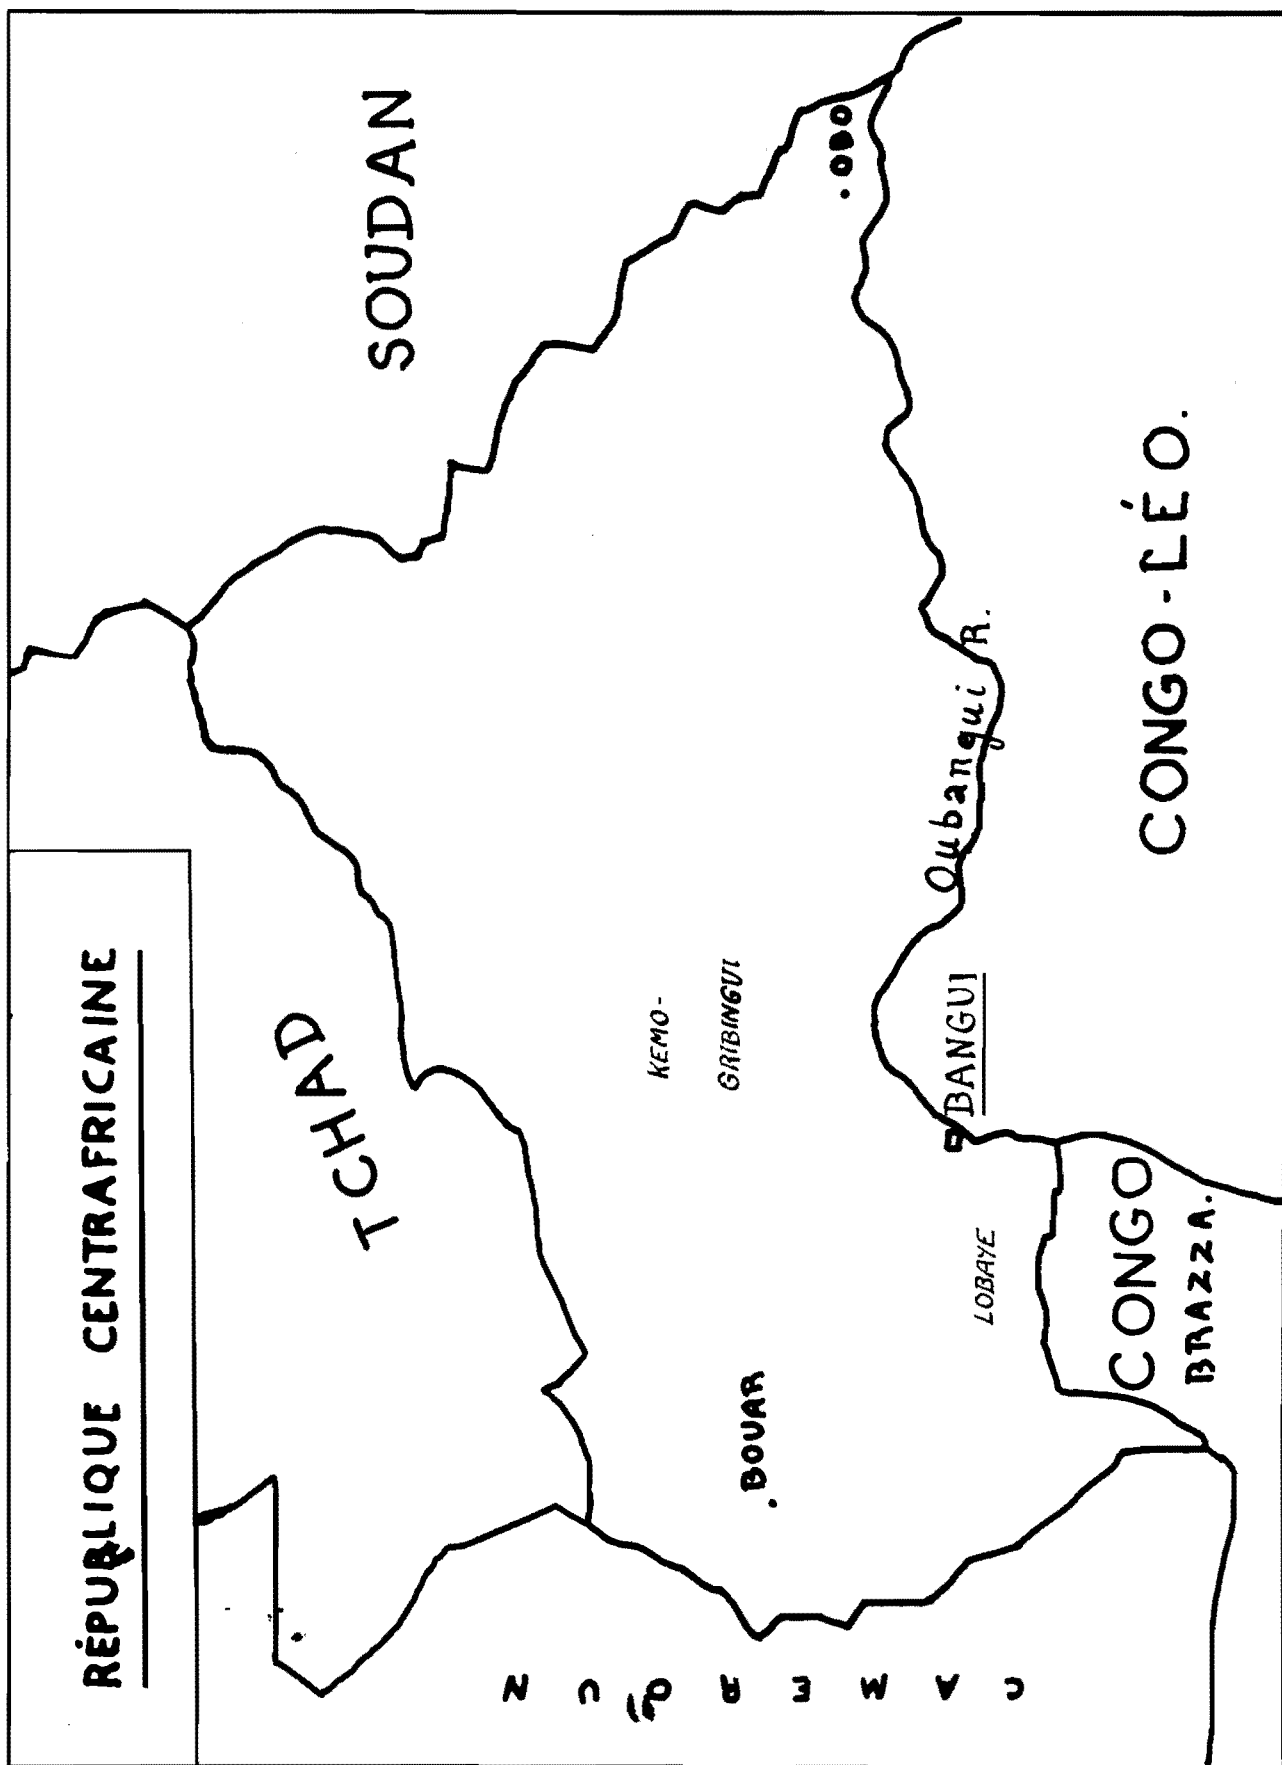 RÉPUBLIQUE CENTRAFRICAINE
SOUDAN
TCHAD
CAMEROUN
. OBO
KEMO-
GRIBINGUI
. BOUAR
Oubangui R.
BANGUI
LOBAYE
CONGO-LÉO.
CONGO
BRAZZA.